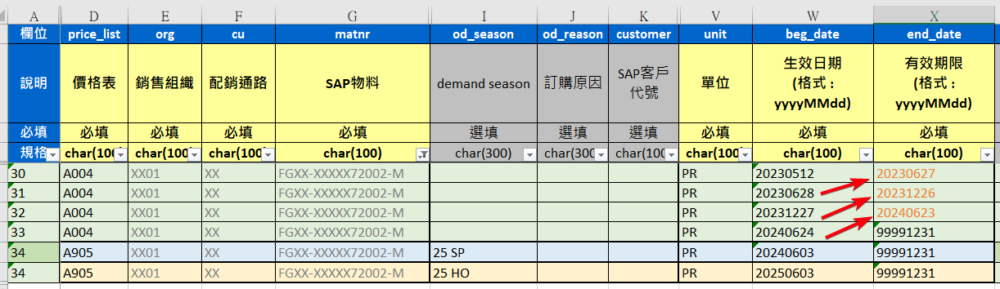 A D E F G I J K V W X
欄位 price_list org cu matnr od_season od_reason customer unit beg_date end_date
說明 價格表 銷售組織 配銷通路 SAP物料 demand season 訂購原因 SAP客戶代號 單位 生效日期(格式 : yyyyMMdd) 有效期限(格式 : yyyyMMdd)
必填 必填 必填 必填 必填 選填 選填 選填 必填 必填 必填
規格 char(100) char(100) char(100) char(100) char(300) char(300 char(100 char(100) char(100) char(100)
30 A004 XX01 XX FGXX-XXXXX72002-M PR 20230512 20230627
31 A004 XX01 XX FGXX-XXXXX72002-M PR 20230628 20231226
32 A004 XX01 XX FGXX-XXXXX72002-M PR 20231227 20240623
33 A004 XX01 XX FGXX-XXXXX72002-M PR 20240624 99991231
34 A905 XX01 XX FGXX-XXXXX72002-M 25 SP PR 20240603 99991231
34 A905 XX01 XX FGXX-XXXXX72002-M 25 HO PR 20250603 99991231